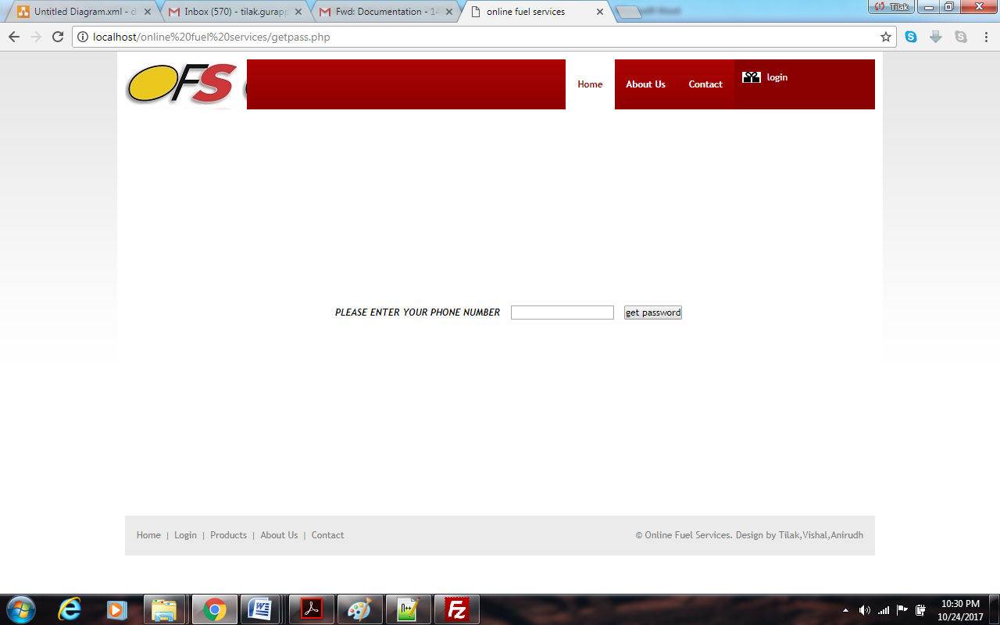 Untitled Diagram.xml - d
Inbox (570) - tilak.gurapp
Fwd: Documentation - 14
online fuel services
Tilak
localhost/online%20fuel%20services/getpass.php
OFS
Home
About Us
Contact
login
PLEASE ENTER YOUR PHONE NUMBER
get password
Home | Login | Products | About Us | Contact
© Online Fuel Services. Design by Tilak,Vishal,Anirudh
10:30 PM
10/24/2017